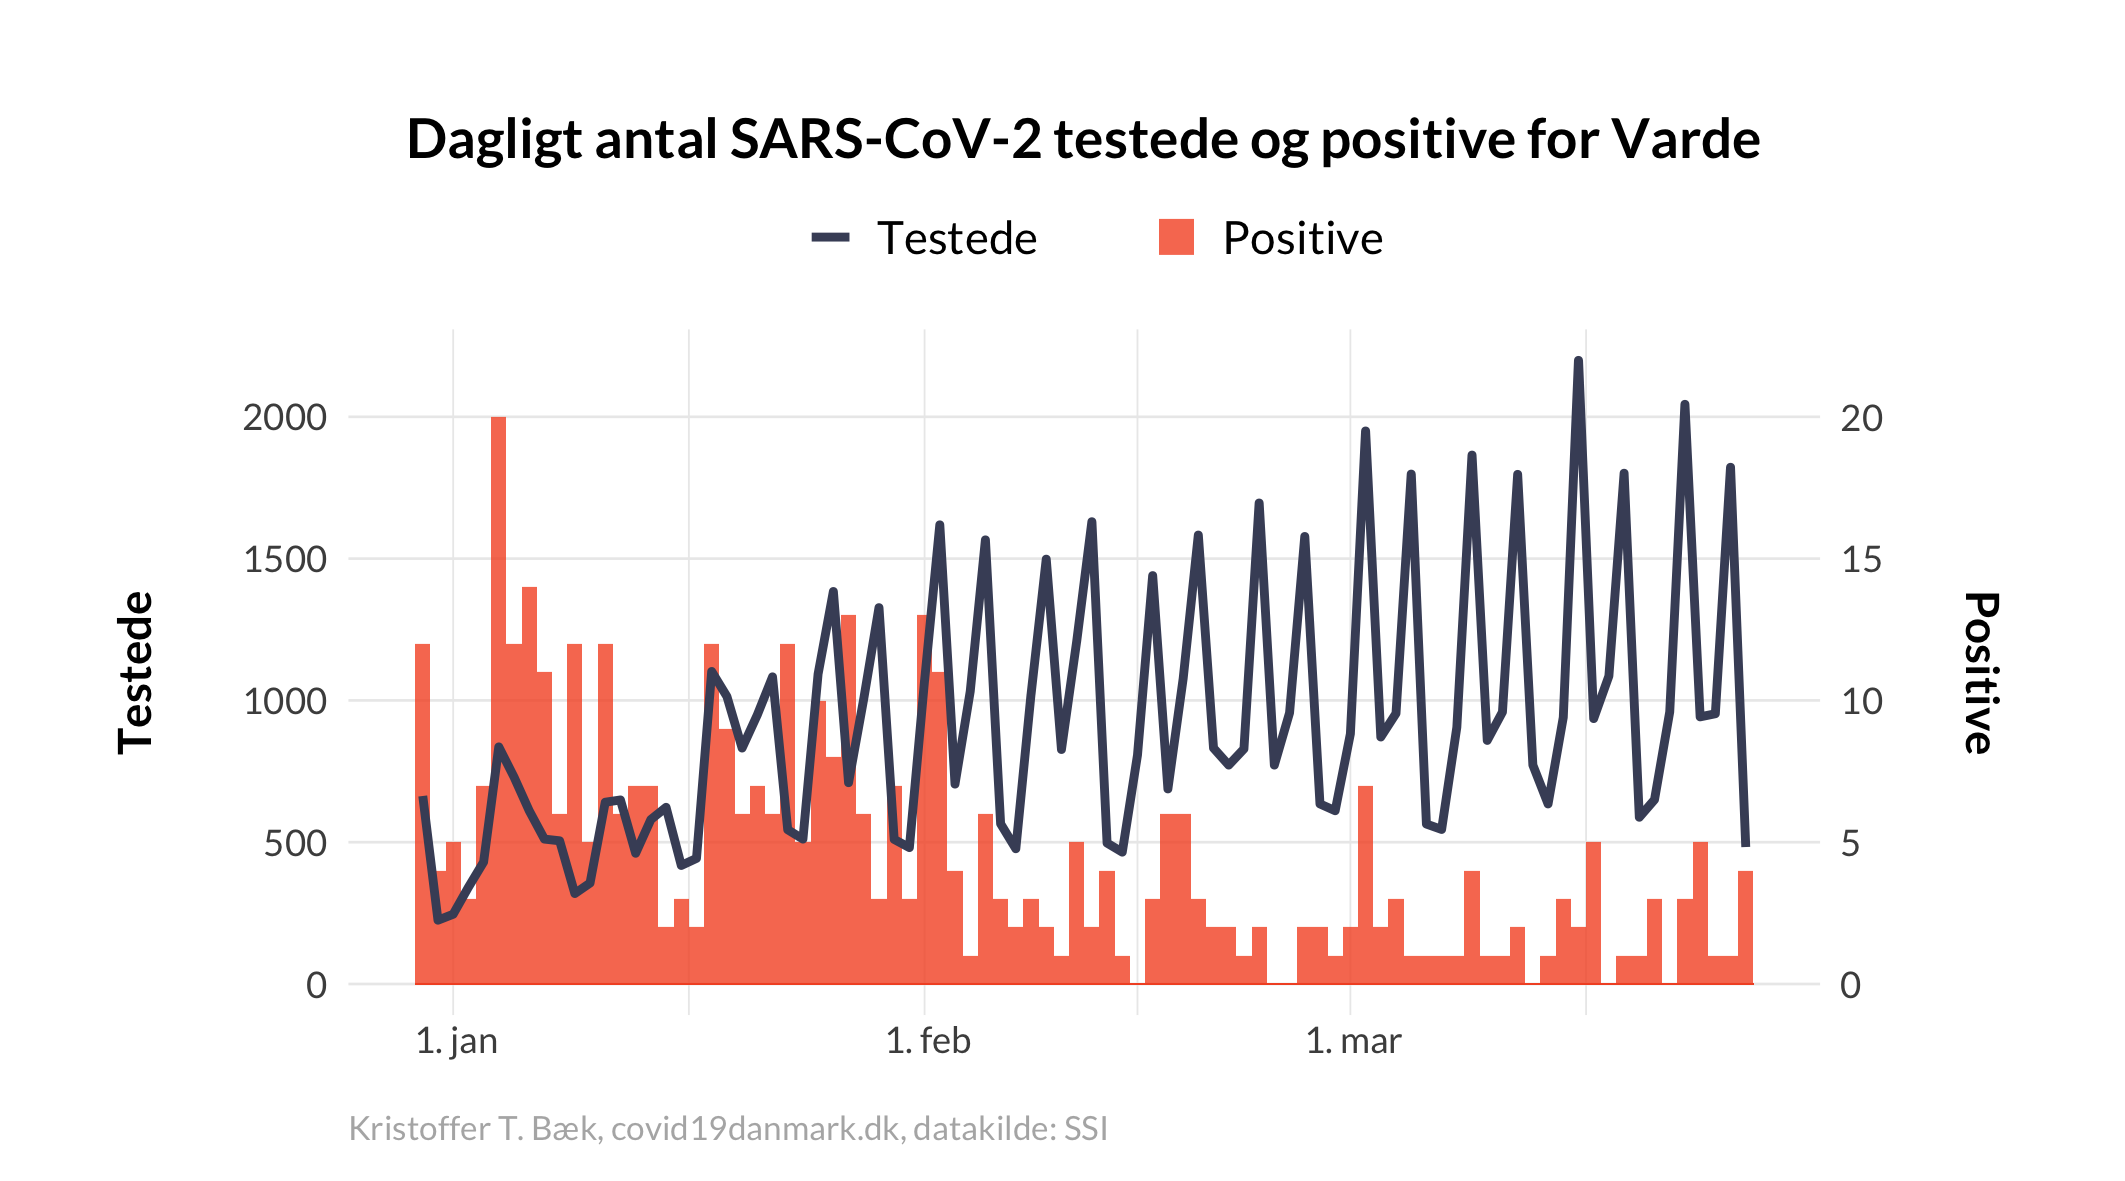 Dagligt antal SARS-CoV-2 testede og positive for Varde
Testede
Positive
2000
1500
1000
500
0
Testede
20
15
10
5
0
Positive
1. jan
1. feb
1. mar
Kristoffer T. Bæk, covid19danmark.dk, datakilde: SSI